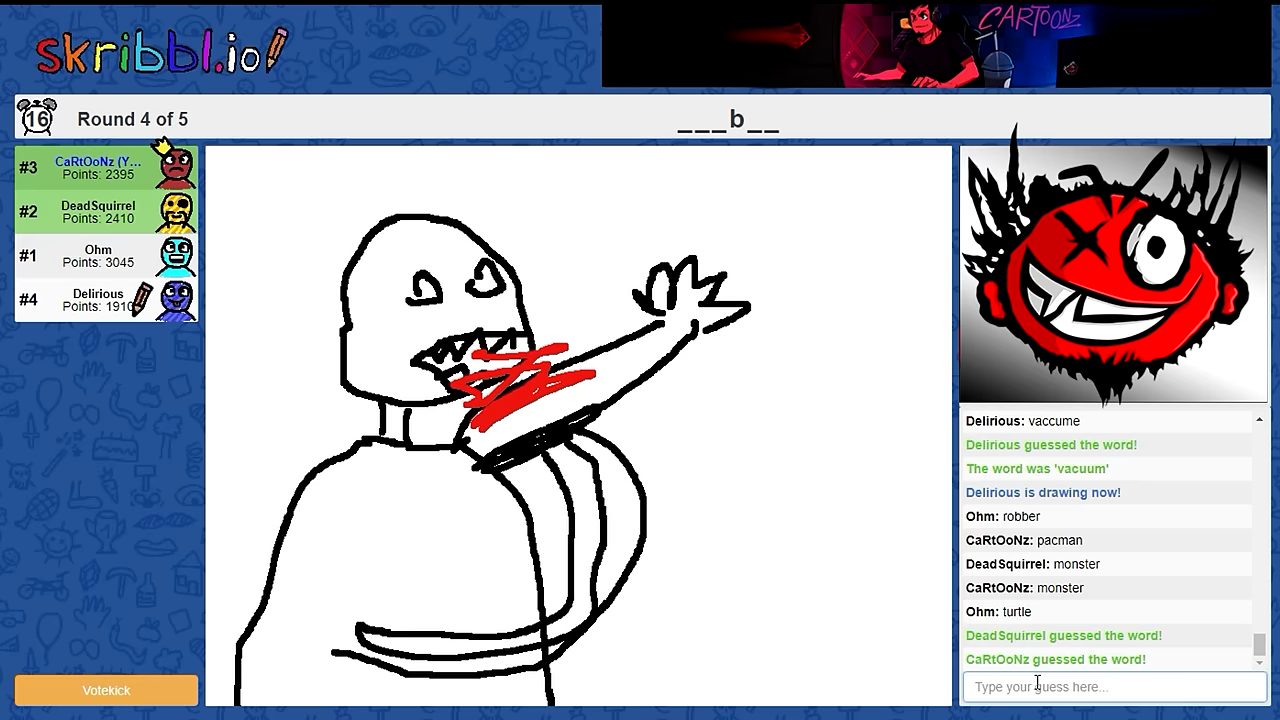 CARTOONZ
skribbl.io
16
Round 4 of 5
___b__
#3
CaRtOoNz (Y...
Points: 2395
#2
DeadSquirrel
Points: 2410
#1
Ohm
Points: 3045
#4
Delirious
Points: 1910
Delirious: vaccume
Delirious guessed the word!
The word was 'vacuum'
Delirious is drawing now!
Ohm: robber
CaRtOoNz: pacman
DeadSquirrel: monster
CaRtOoNz: monster
Ohm: turtle
DeadSquirrel guessed the word!
CaRtOoNz guessed the word!
Type your guess here...
Votekick